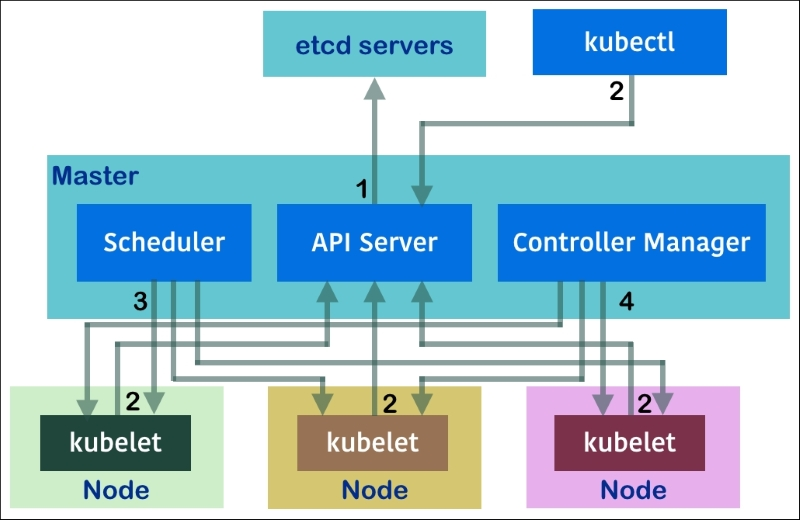 etcd servers
kubectl
2
Master
1
Scheduler
API Server
Controller Manager
3
4
2
2
2
kubelet
kubelet
kubelet
Node
Node
Node